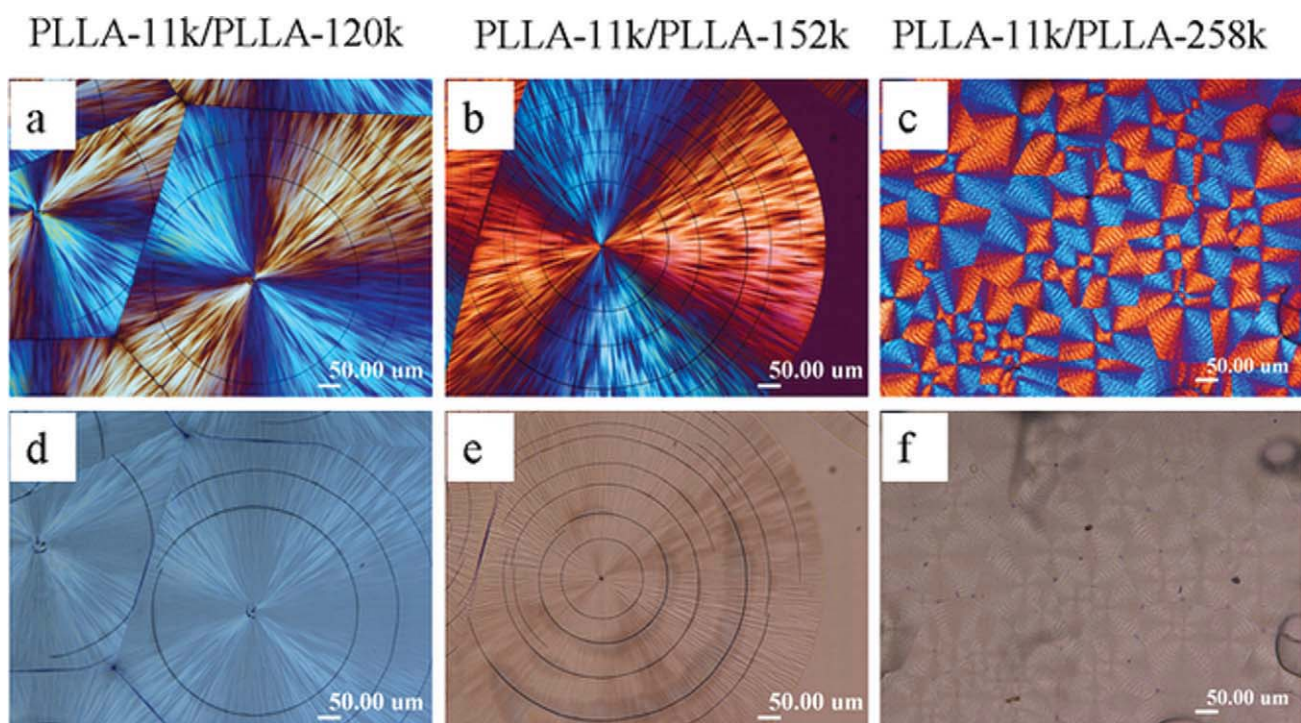 PLLA-11k/PLLA-120k
PLLA-11k/PLLA-152k
PLLA-11k/PLLA-258k
a
50.00 um
b
50.00 um
c
50.00 um
d
50.00 um
e
50.00 um
f
50.00 um